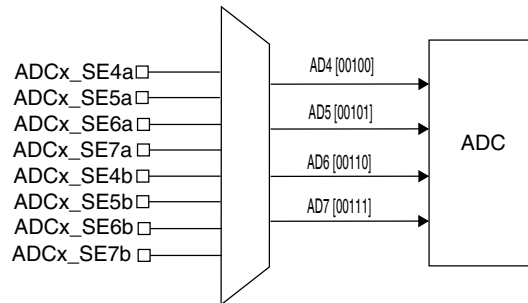 ADCx_SE4a
ADCx_SE5a
ADCx_SE6a
ADCx_SE7a
ADCx_SE4b
ADCx_SE5b
ADCx_SE6b
ADCx_SE7b
AD4 [00100]
AD5 [00101]
AD6 [00110]
AD7 [00111]
ADC